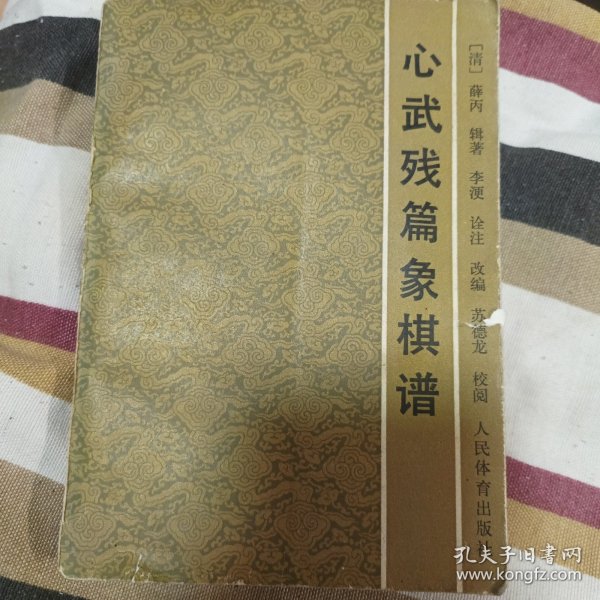 [清] 薛丙 辑著 李浭 诠注 改编 苏德龙 校阅 人民体育出版
心武残篇象棋谱
孔夫子旧书网
www.kongfz.com